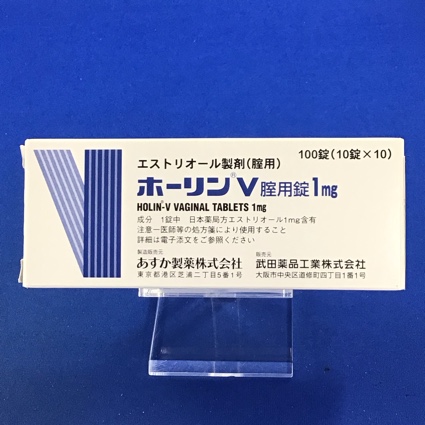 エストリオール製剤(腟用)
100錠(10錠×10)
ホーリン®V腟用錠1mg
HOLIN-V VAGINAL TABLETS 1mg
成分 1錠中 日本薬局方エストリオール1mg含有
注意-医師等の処方箋により使用すること
詳細は電子添文をご参照ください
製造販売元
あすか製薬株式会社
東京都港区芝浦二丁目5番1号
販売元
武田薬品工業株式会社
大阪市中央区道修町四丁目1番1号